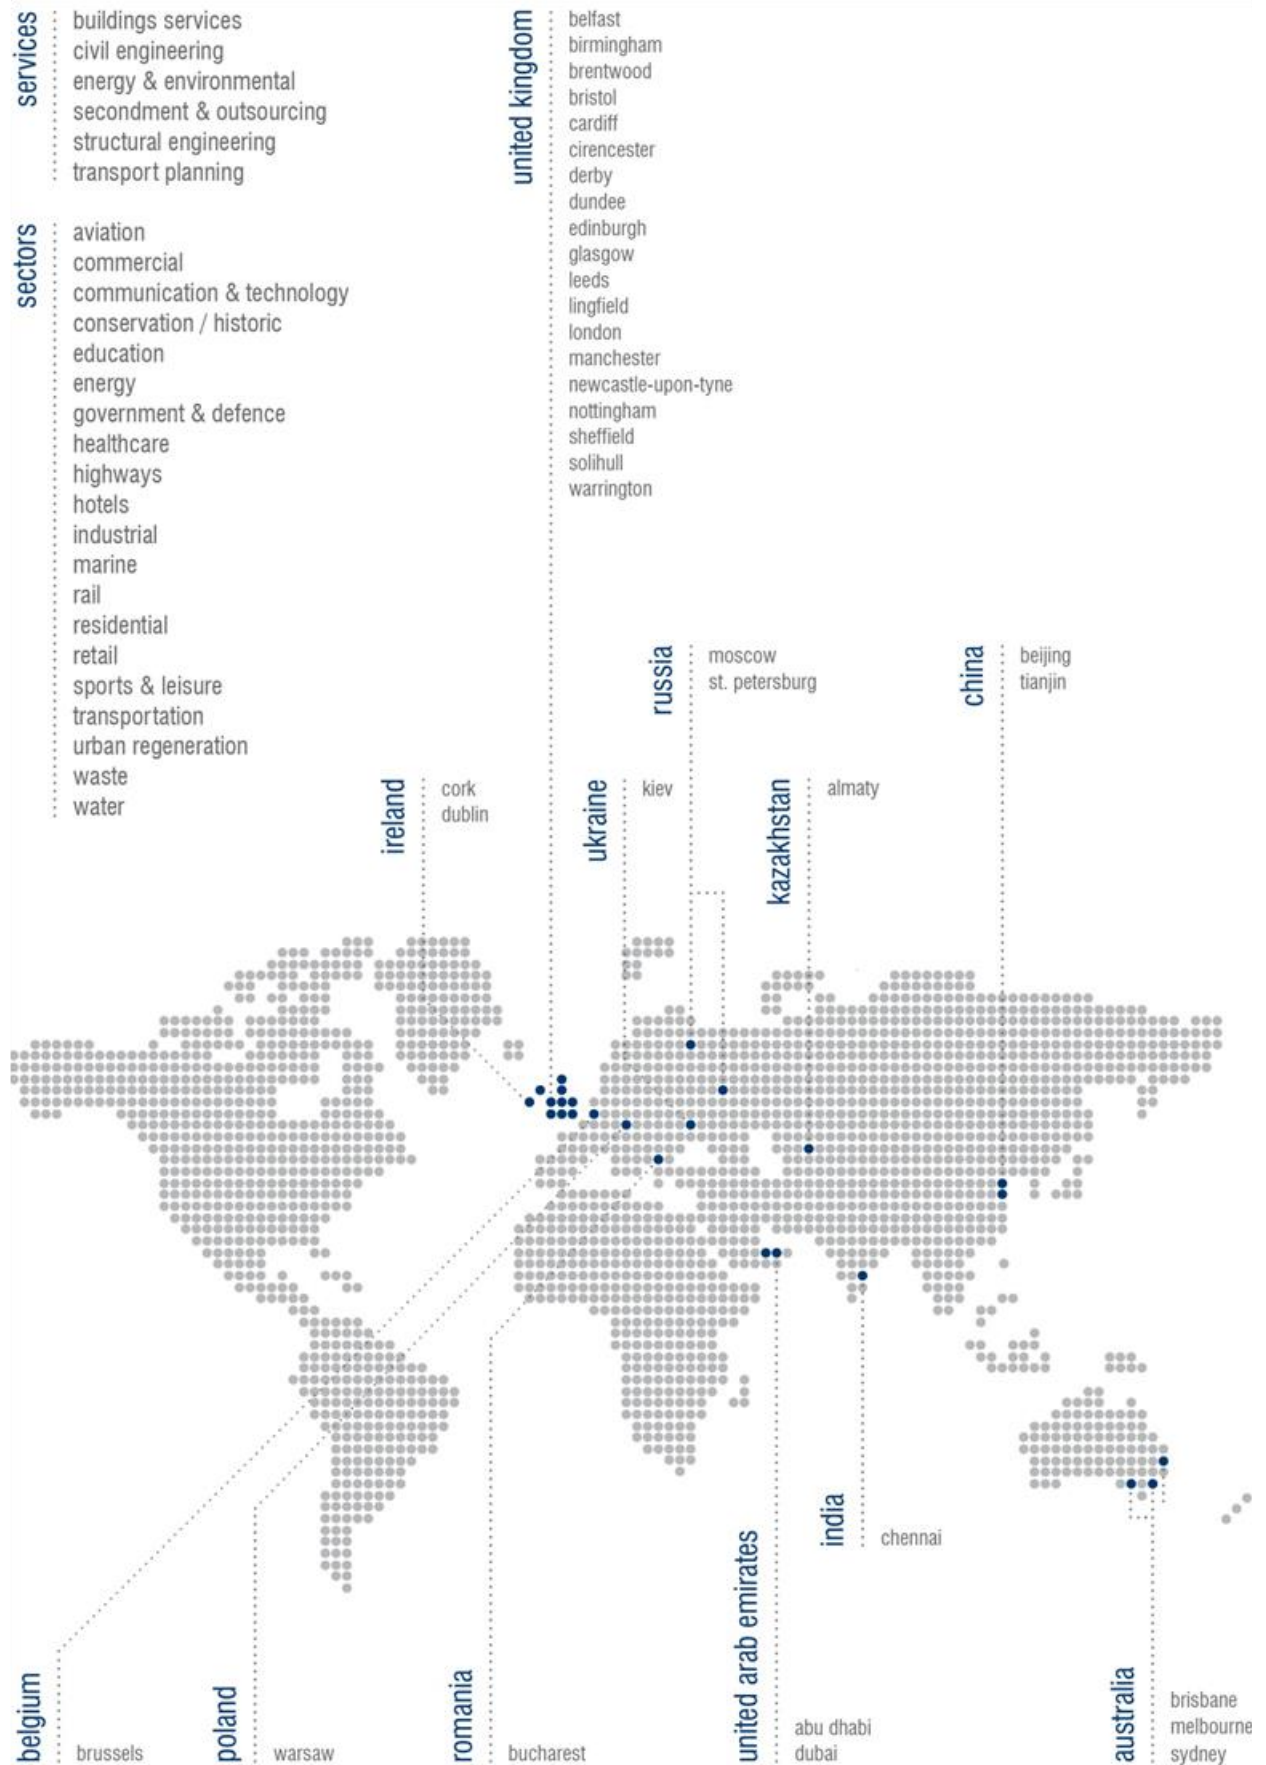 services
buildings services
civil engineering
energy & environmental
secondment & outsourcing
structural engineering
transport planning
sectors
aviation
commercial
communication & technology
conservation / historic
education
energy
government & defence
healthcare
highways
hotels
industrial
marine
rail
residential
retail
sports & leisure
transportation
urban regeneration
waste
water
united kingdom
belfast
birmingham
brentwood
bristol
cardiff
cirencester
derby
dundee
edinburgh
glasgow
leeds
lingfield
london
manchester
newcastle-upon-tyne
nottingham
sheffield
solihull
warrington
russia
moscow
st. petersburg
china
beijing
tianjin
ireland
cork
dublin
ukraine
kiev
kazakhstan
almaty
india
chennai
belgium
brussels
poland
warsaw
romania
bucharest
united arab emirates
abu dhabi
dubai
australia
brisbane
melbourne
sydney